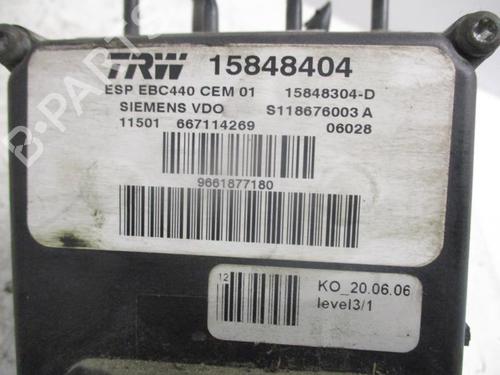 TRW 15848404
ESP EBC440 CEM 01 15848304-D
SIEMENS VDO S118676003 A
11501 667114269 06028
9661877180
12
KO_20.06.06
level3/1
B-PARTS